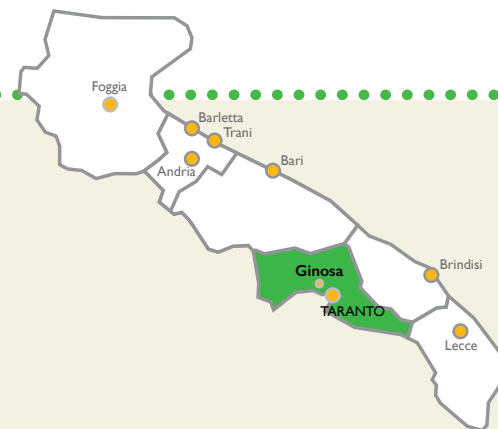 Foggia
Barletta
Trani
Andria
Bari
Ginosa
Brindisi
TARANTO
Lecce